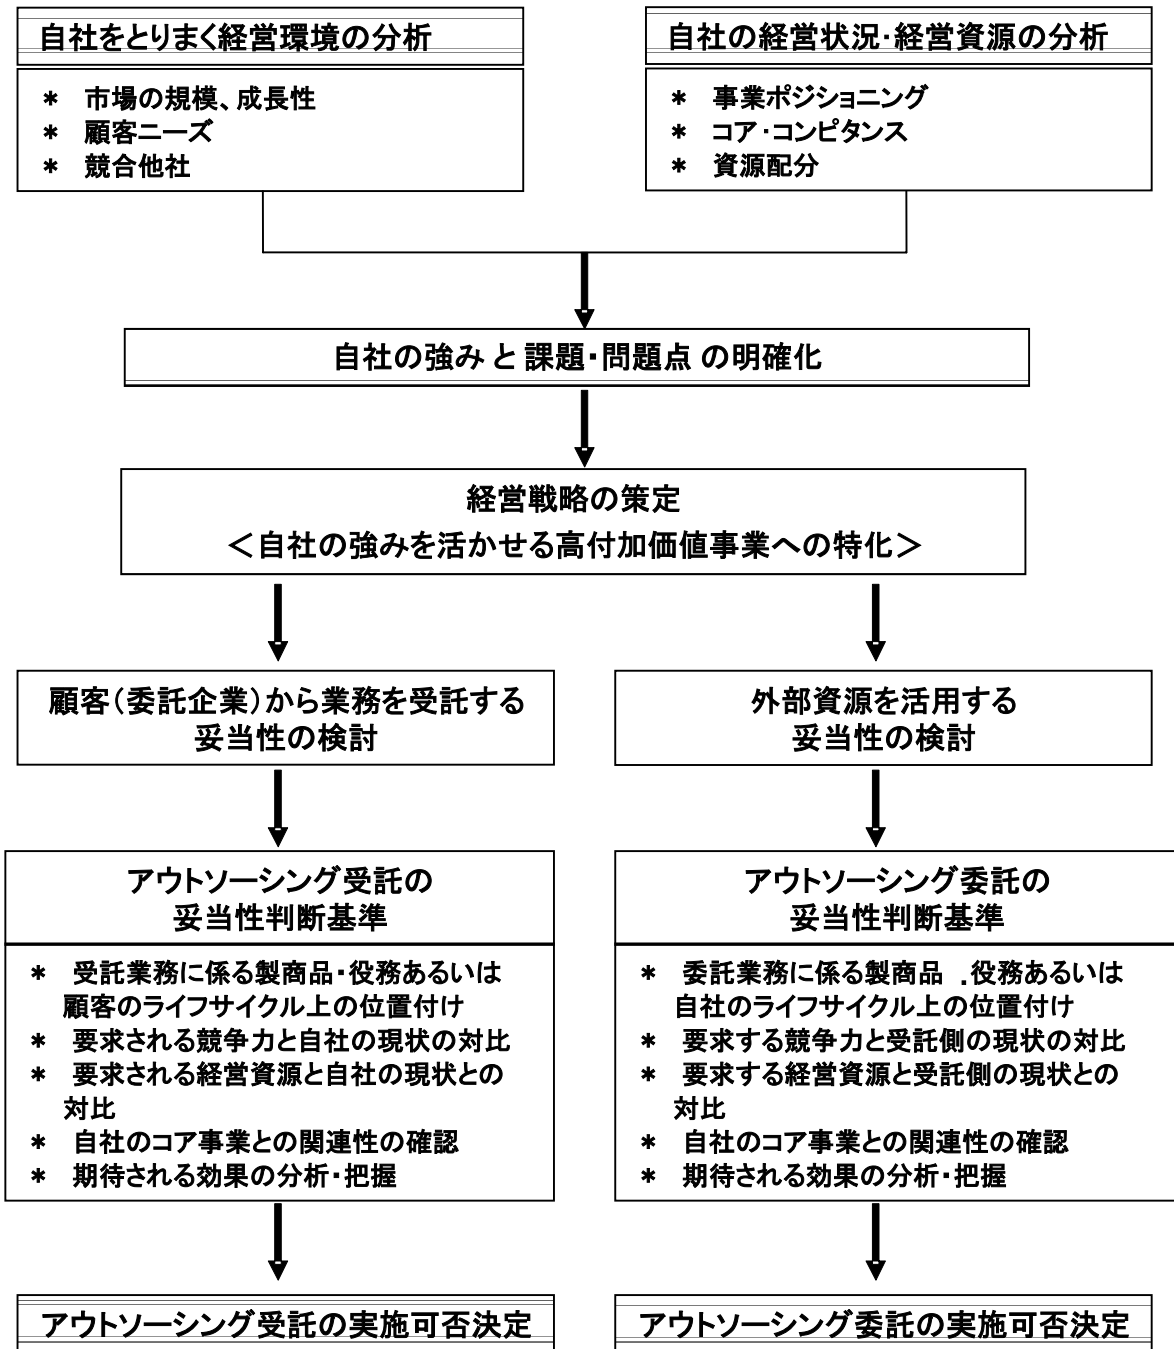 自社をとりまく経営環境の分析
* 市場の規模、成長性
* 顧客ニーズ
* 競合他社
自社の経営状況・経営資源の分析
* 事業ポジショニング
* コア・コンピタンス
* 資源配分
自社の強み と 課題・問題点 の明確化
経営戦略の策定
＜自社の強みを活かせる高付加価値事業への特化＞
顧客（委託企業）から業務を受託する
妥当性の検討
外部資源を活用する
妥当性の検討
アウトソーシング受託の
妥当性判断基準
* 受託業務に係る製商品・役務あるいは
顧客のライフサイクル上の位置付け
* 要求される競争力と自社の現状の対比
* 要求される経営資源と自社の現状との
対比
* 自社のコア事業との関連性の確認
* 期待される効果の分析・把握
アウトソーシング委託の
妥当性判断基準
* 委託業務に係る製商品 .役務あるいは
自社のライフサイクル上の位置付け
* 要求する競争力と受託側の現状の対比
* 要求する経営資源と受託側の現状との
対比
* 自社のコア事業との関連性の確認
* 期待される効果の分析・把握
アウトソーシング受託の実施可否決定
アウトソーシング委託の実施可否決定